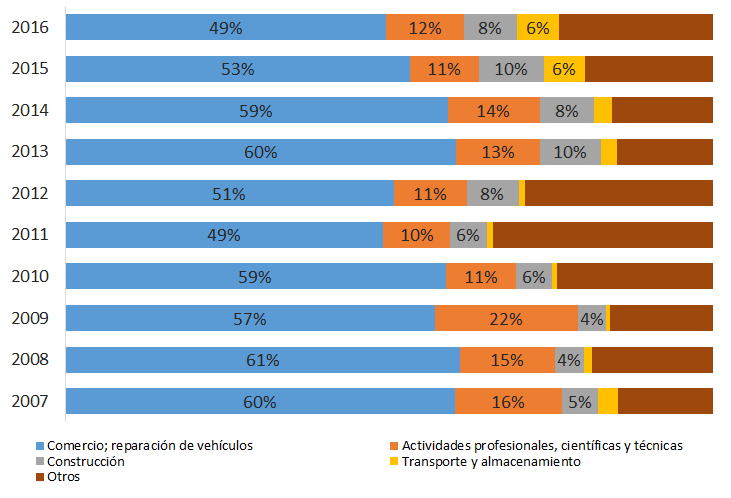 2016 49% 12% 8% 6%
2015 53% 11% 10% 6%
2014 59% 14% 8%
2013 60% 13% 10%
2012 51% 11% 8%
2011 49% 10% 6%
2010 59% 11% 6%
2009 57% 22% 4%
2008 61% 15% 4%
2007 60% 16% 5%
Comercio; reparación de vehículos Actividades profesionales, científicas y técnicas
Construcción Transporte y almacenamiento
Otros